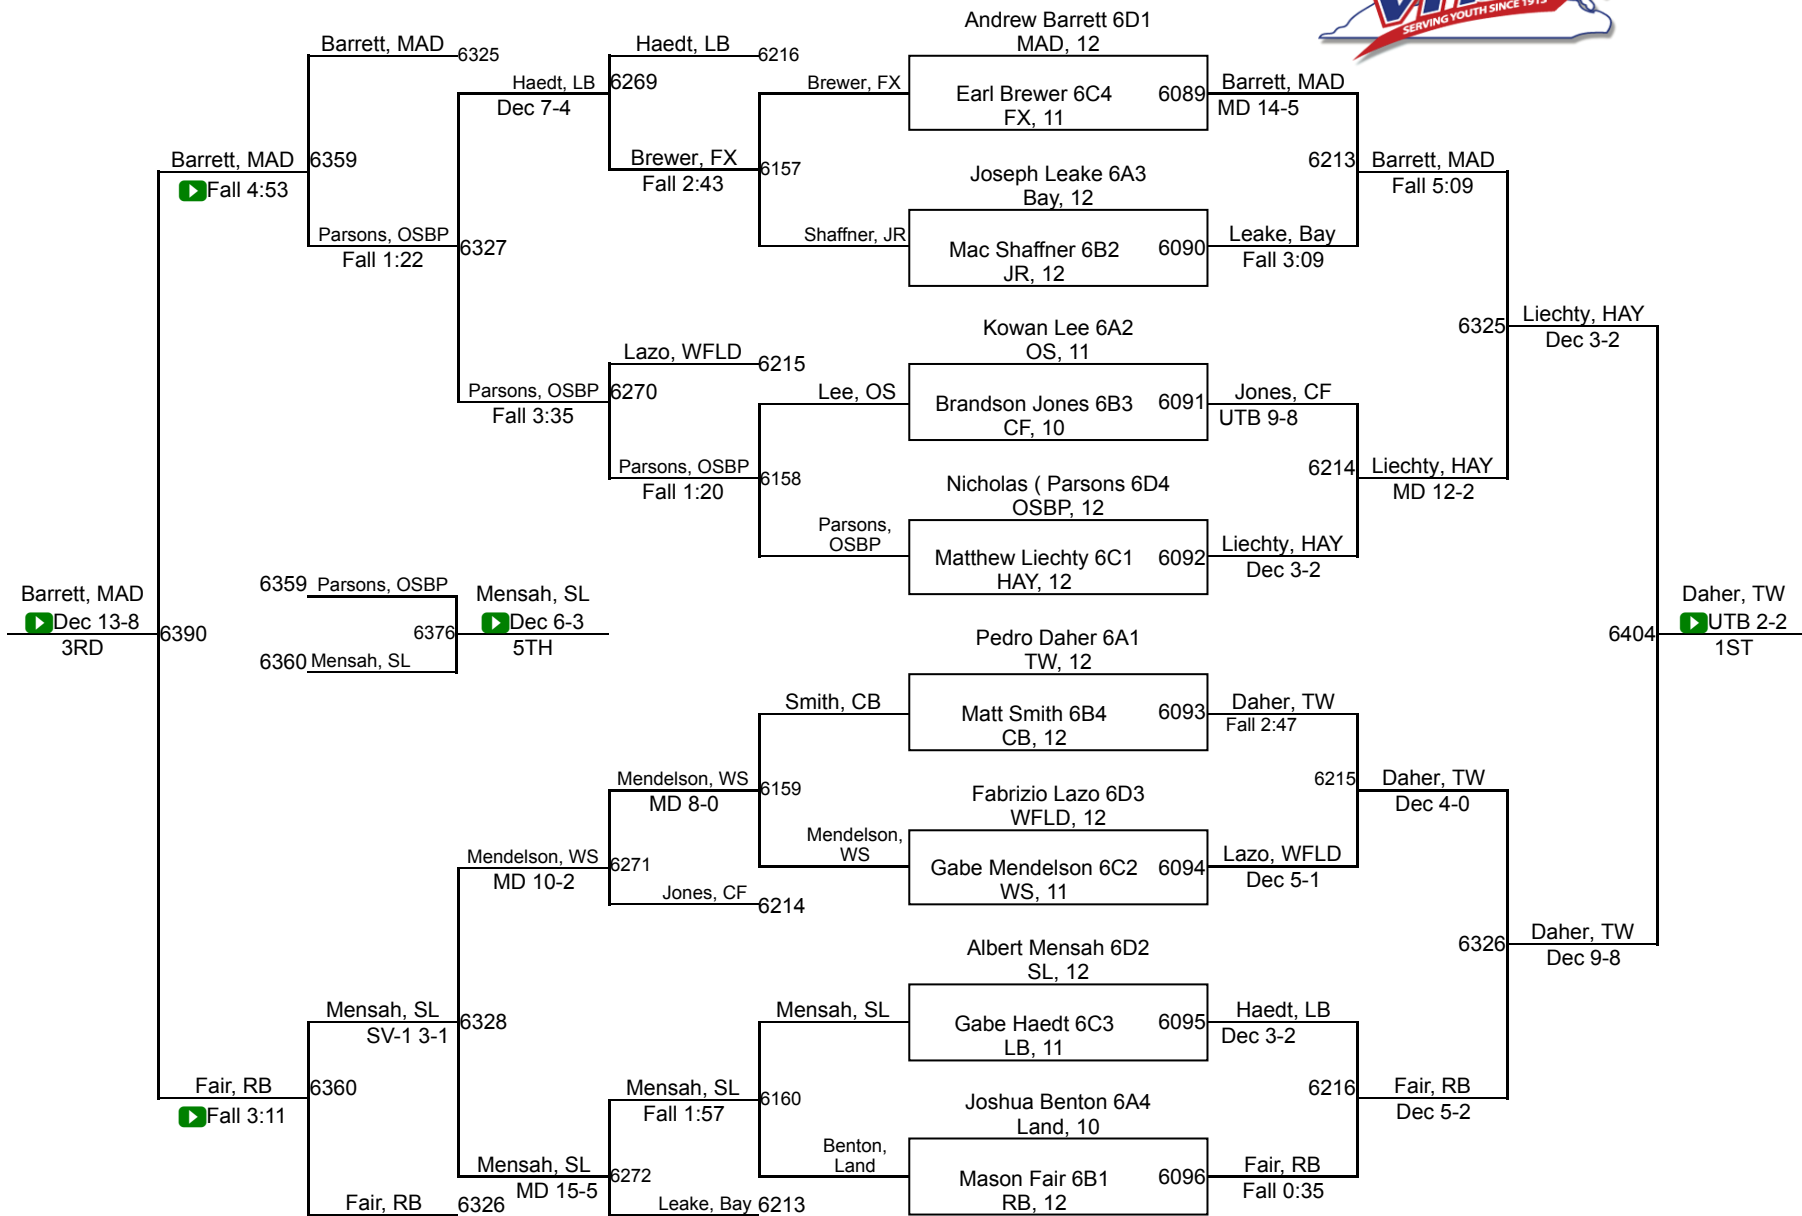 SERVING YOUTH SINCE 1913
Andrew Barrett 6D1
MAD, 12
Barrett, MAD
6325
Haedt, LB
6216
Haedt, LB
6269
Dec 7-4
Brewer, FX
Earl Brewer 6C4
FX, 11
6089
Barrett, MAD
MD 14-5
Barrett, MAD
6359
Fall 4:53
Brewer, FX
6157
Fall 2:43
Joseph Leake 6A3
Bay, 12
6213
Barrett, MAD
Fall 5:09
Parsons, OSBP
6327
Fall 1:22
Shaffner, JR
Mac Shaffner 6B2
JR, 12
6090
Leake, Bay
Fall 3:09
Kowan Lee 6A2
OS, 11
6325
Liechty, HAY
Dec 3-2
Lazo, WFLD
6215
Parsons, OSBP
6270
Fall 3:35
Lee, OS
Brandson Jones 6B3
CF, 10
6091
Jones, CF
UTB 9-8
Parsons, OSBP
6158
Fall 1:20
Nicholas ( Parsons 6D4
OSBP, 12
6214
Liechty, HAY
MD 12-2
Parsons,
OSBP
Matthew Liechty 6C1
HAY, 12
6092
Liechty, HAY
Dec 3-2
Barrett, MAD
Dec 13-8
3RD
6390
6359
Parsons, OSBP
6376
6360
Mensah, SL
Mensah, SL
Dec 6-3
5TH
Pedro Daher 6A1
TW, 12
6404
Daher, TW
UTB 2-2
1ST
Smith, CB
Matt Smith 6B4
CB, 12
6093
Daher, TW
Fall 2:47
Mendelson, WS
6159
MD 8-0
Fabrizio Lazo 6D3
WFLD, 12
6215
Daher, TW
Dec 4-0
Mendelson,
WS
Gabe Mendelson 6C2
WS, 11
6094
Lazo, WFLD
Dec 5-1
Mendelson, WS
6271
MD 10-2
Jones, CF
6214
Albert Mensah 6D2
SL, 12
6326
Daher, TW
Dec 9-8
Mensah, SL
6328
SV-1 3-1
Mensah, SL
Gabe Haedt 6C3
LB, 11
6095
Haedt, LB
Dec 3-2
Fair, RB
6360
Fall 3:11
Mensah, SL
6160
Fall 1:57
Joshua Benton 6A4
Land, 10
6216
Fair, RB
Dec 5-2
Benton,
Land
Mason Fair 6B1
RB, 12
6096
Fair, RB
Fall 0:35
Mensah, SL
6272
MD 15-5
Fair, RB
6326
Leake, Bay
6213